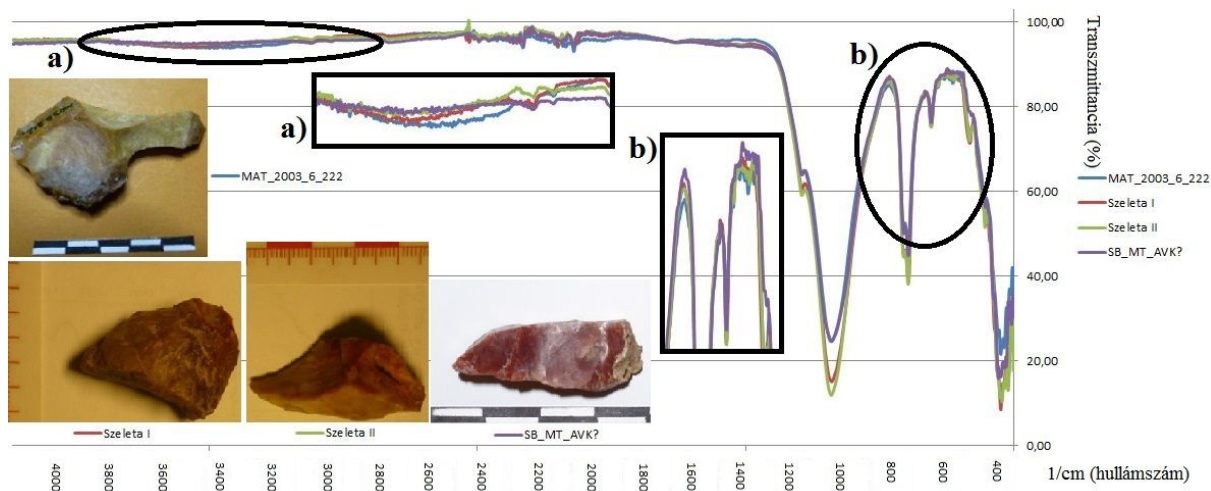 a)
b)
a)
b)
100,00
80,00
60,00
40,00
20,00
0,00
Transzmittancia (%)
MAT_2003_6_222
MAT_2003_6_222
Szeleta I
Szeleta II
SB_MT_AVK?
Szeleta I
Szeleta II
SB_MT_AVK?
4000
3800
3600
3400
3200
3000
2800
2600
2400
2200
2000
1800
1600
1400
1200
1000
800
600
400
1/cm (hullámszám)